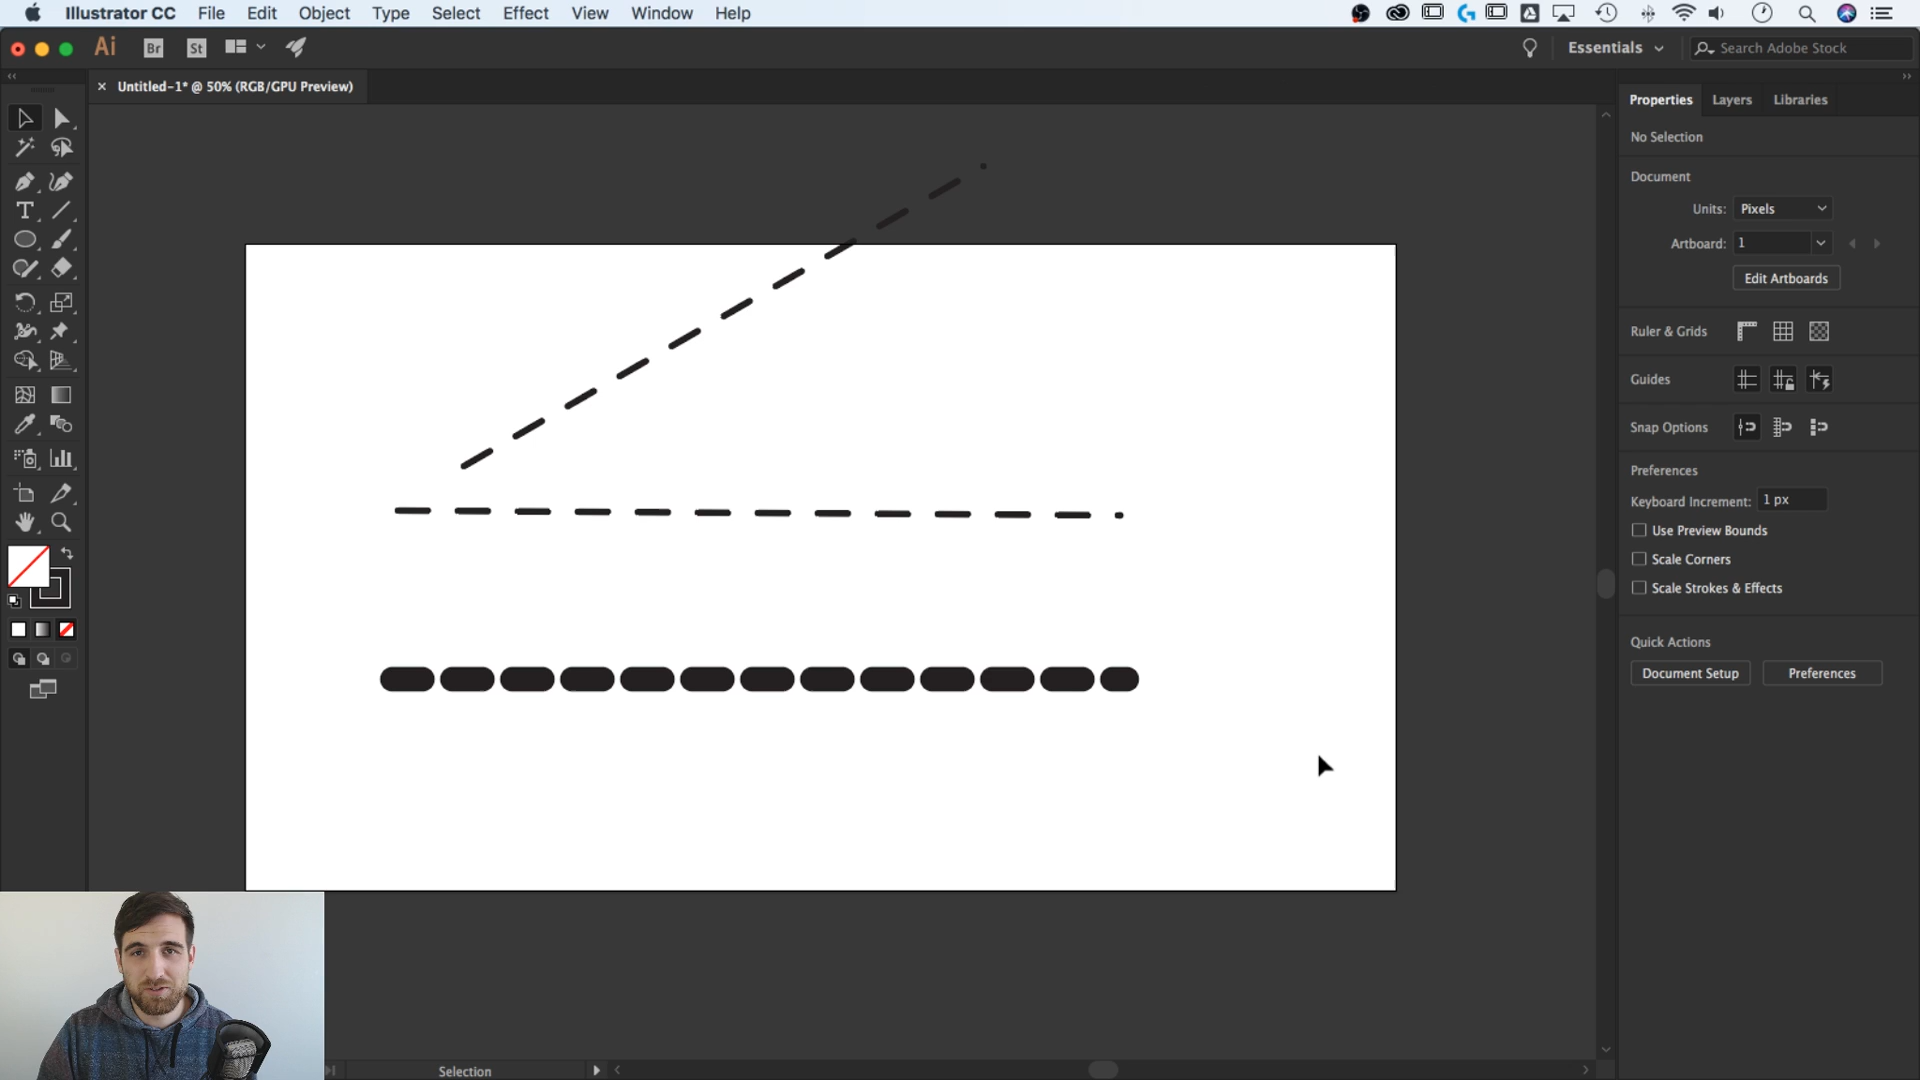 Illustrator CC File Edit Object Type Select Effect View Window Help
Ai Br St Essentials Search Adobe Stock
Untitled-1* @ 50% (RGB/GPU Preview)
Properties Layers Libraries
No Selection
Document
Units: Pixels
Artboard: 1
Edit Artboards
Ruler & Grids
Guides
Snap Options
Preferences
Keyboard Increment: 1 px
Use Preview Bounds
Scale Corners
Scale Strokes & Effects
Quick Actions
Document Setup Preferences
Selection